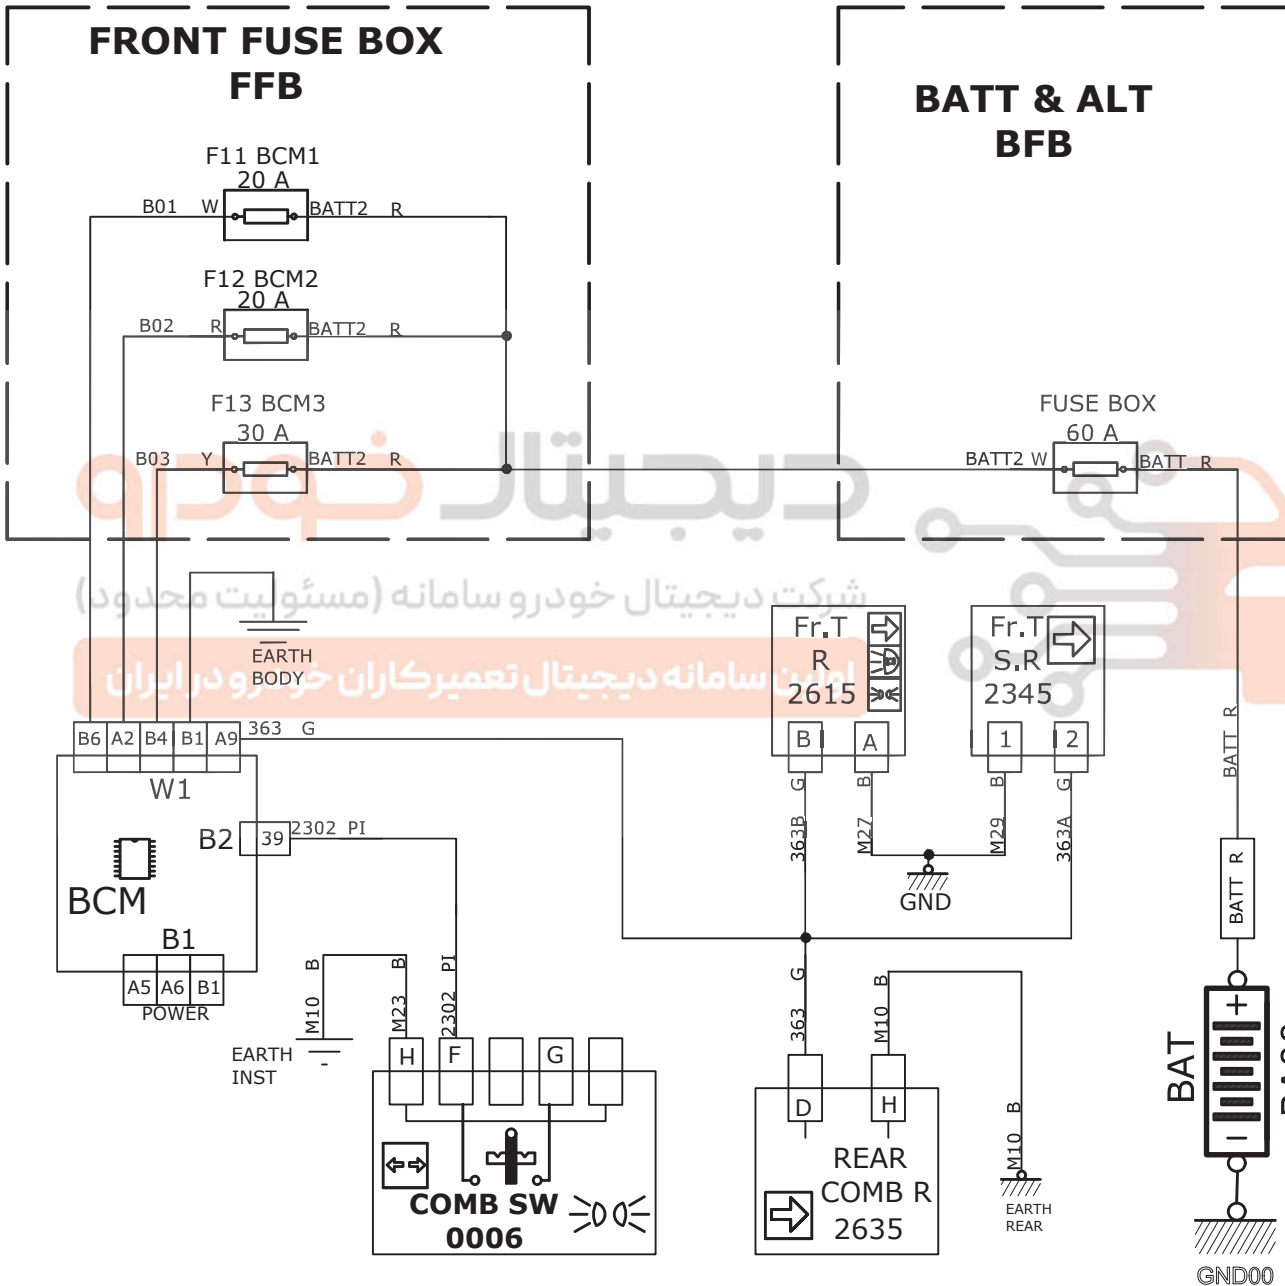 FRONT FUSE BOX
FFB
BATT & ALT
BFB
F11 BCM1
20 A
B01 W
BATT2 R
F12 BCM2
20 A
B02 R
BATT2 R
F13 BCM3
30 A
B03 Y
BATT2 R
FUSE BOX
60 A
BATT2 W
BATT R
دیجیتال خودرو
شرکت دیجیتال خودرو سامانه (مسئولیت محدود)
اولین سامانه دیجیتال تعمیرکاران خودرو در ایران
EARTH
BODY
Fr.T
R
2615
B
A
Fr.T
S.R
2345
1
2
B6 A2 B4 B1 A9
363 G
W1
B2
39
2302 PI
BCM
B1
A5 A6 B1
POWER
363B G
M27 B
M29 B
363A G
GND
BATT R
BATT R
M10 B
M23 B
2302 PI
EARTH
INST
H
F
G
COMB SW
0006
363 G
M10 B
D
H
REAR
COMB R
2635
M10 B
EARTH
REAR
BAT
+
−
GND00